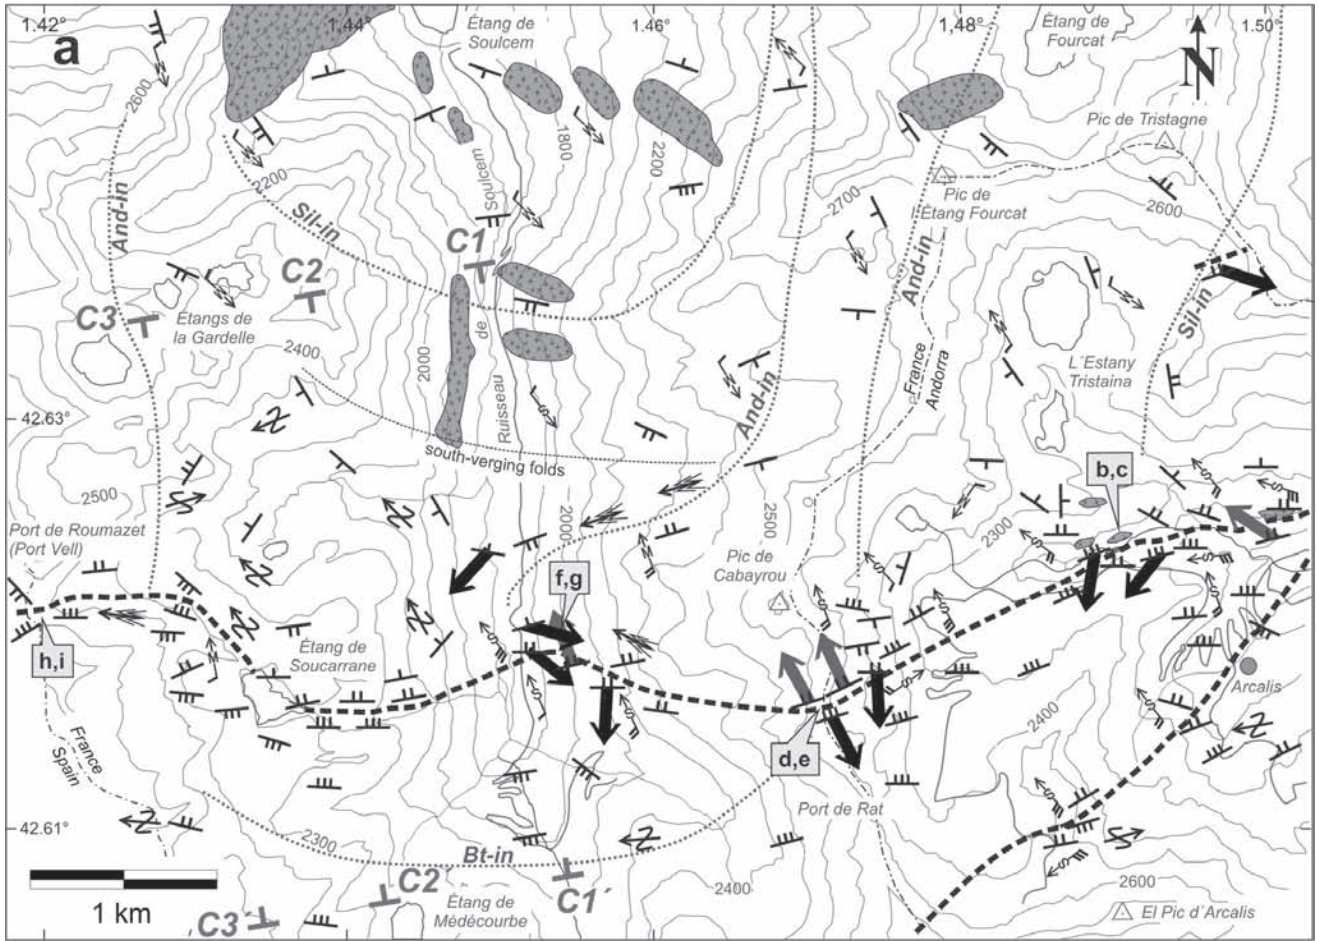 1.42°
1.44°
1.46°
1,48°
1.50°
a
Étang de
Soulcem
Étang de
Fourcat
N
2600
Pic de Tristagne
1800
2200
2200
Soulcem
2700
Pic de
l'Étang Fourcat
2600
And-in
Sil-in
C1
C2
C3
Étangs de
la Gardelle
And-in
Sil-in
de
2400
2000
France
Andorra
L'Estany
Tristaina
And-in
42.63°
Ruisseau
south-verging folds
2500
2000
2500
2300
b,c
Port de Roumazet
(Port Vell)
Pic de
Cabayrou
f,g
h,i
Étang de
Soucarrane
Arcalis
2400
d,e
France
Spain
Port de Rat
42.61°
2300
Bt-in
C2´
C1´
2400
2600
1 km
C3´
Étang de
Médécourbe
El Pic d´Arcalis